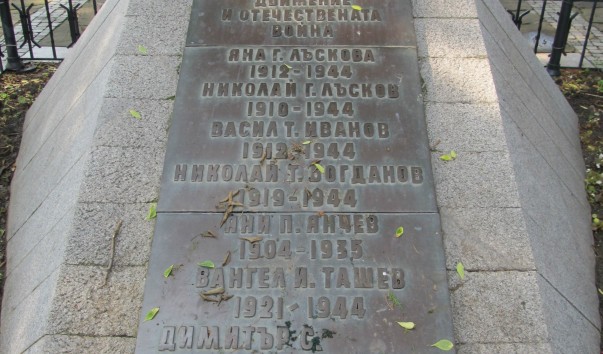 ДВИЖЕНИЕ
И ОТЕЧЕСТВЕНАТА
ВОЙНА
ЯНА Г. ЛЪСКОВА
1912-1944
НИКОЛАЙ Г. ЛЪСКОВ
1910-1944
ВАСИЛ Т. ИВАНОВ
1912-1944
НИКОЛАЙ Т. БОГДАНОВ
1919-1944
ЯНИ П. ЯНЧЕВ
1904-1935
ВАНГЕЛ И. ТАШЕВ
1921-1944
ДИМИТЪР С.